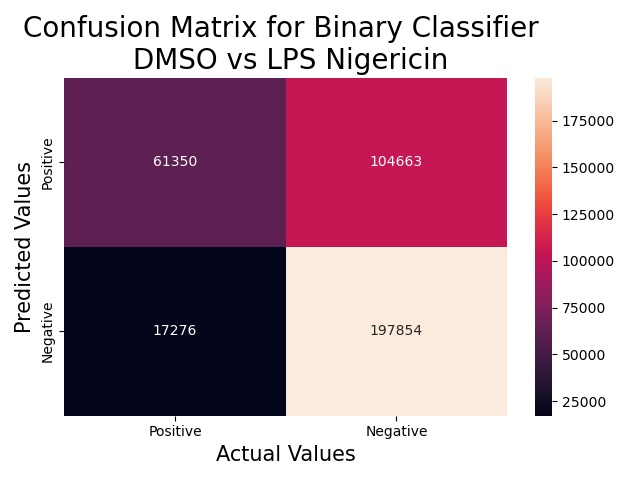 Confusion Matrix for Binary Classifier
DMSO vs LPS Nigericin
Predicted Values
Positive
61350
104663
Negative
17276
197854
Positive
Negative
Actual Values
175000
150000
125000
100000
75000
50000
25000